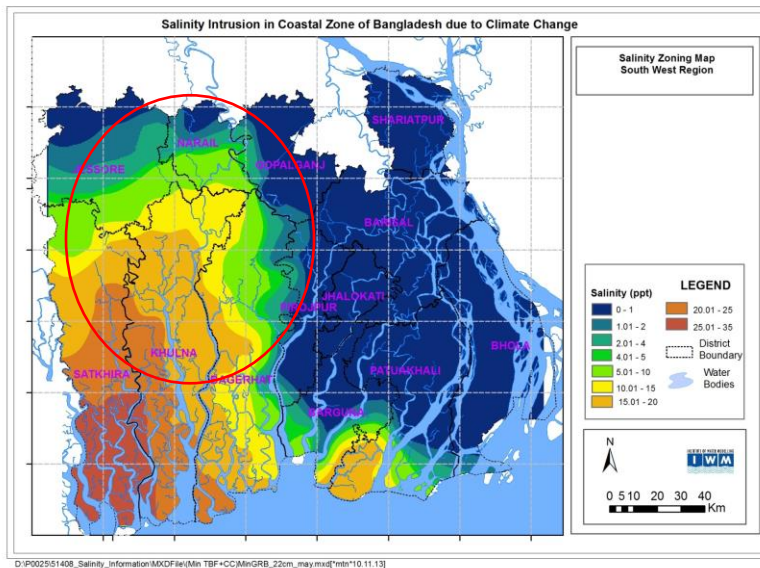 Salinity Intrusion in Coastal Zone of Bangladesh due to Climate Change
Salinity Zoning Map
South West Region
SHARIATPUR
NARAIL
JESSORE
GOPALGANJ
BARISAL
JHALOKATI
PIROJPUR
BHOLA
KHULNA
SATKHIRA
BAGERHAT
PATUAKHALI
BARGUNA
Salinity (ppt)
0 - 1
1.01 - 2
2.01 - 4
4.01 - 5
5.01 - 10
10.01 - 15
15.01 - 20
LEGEND
20.01 - 25
25.01 - 35
District
Boundary
Water
Bodies
N
INSTITUTE OF WATER MODELLING
IWM
0 5 10 20 30 40
Km
D:\P0025\51408_Salinity_Information\MXDFile\(Min TBF+CC)MinGRB_22cm_may.mxd[*mtn*10.11.13]